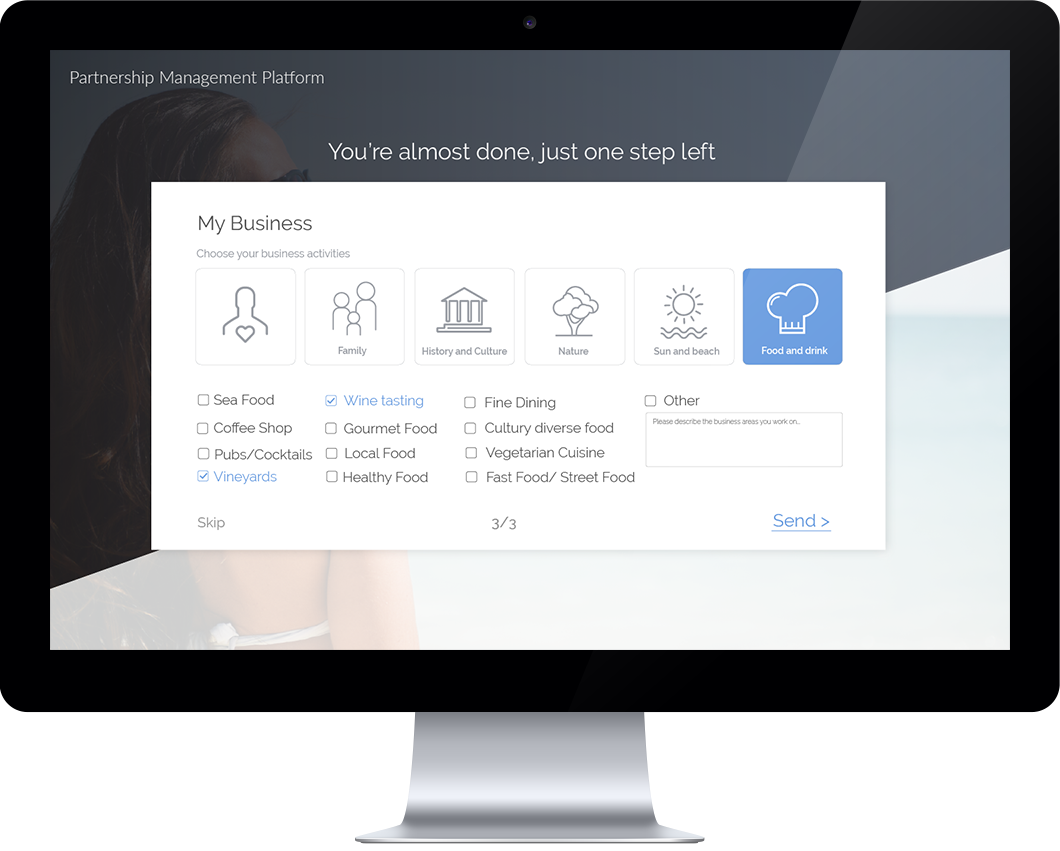 Partnership Management Platform
You're almost done, just one step left
My Business
Choose your business activities
Family
History and Culture
Nature
Sun and beach
Food and drink
Sea Food
Wine tasting
Fine Dining
Other
Coffee Shop
Gourmet Food
Cultury diverse food
Please describe the business areas you work on...
Pubs/Cocktails
Local Food
Vegetarian Cuisine
Vineyards
Healthy Food
Fast Food/ Street Food
Skip
3/3
Send >